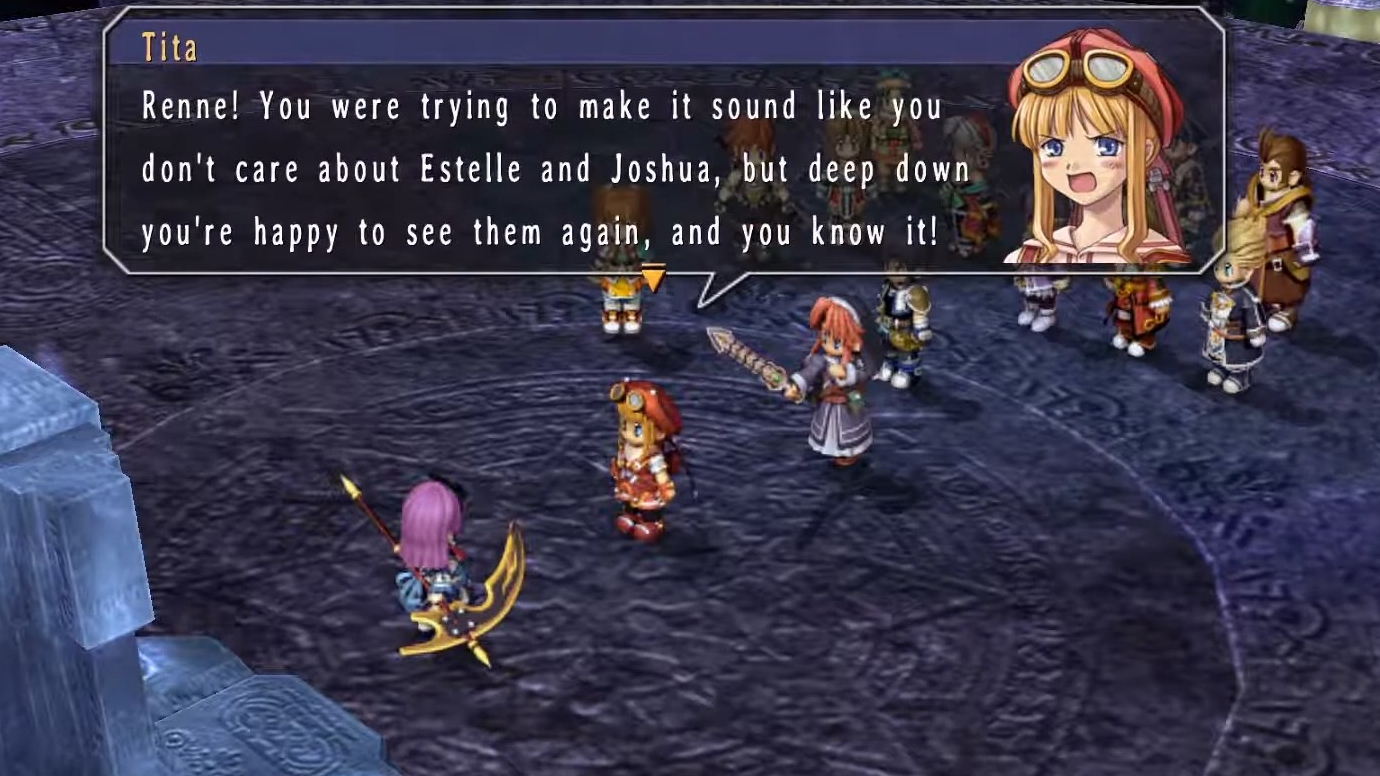 Tita
Renne! You were trying to make it sound like you
don't care about Estelle and Joshua, but deep down
you're happy to see them again, and you know it!